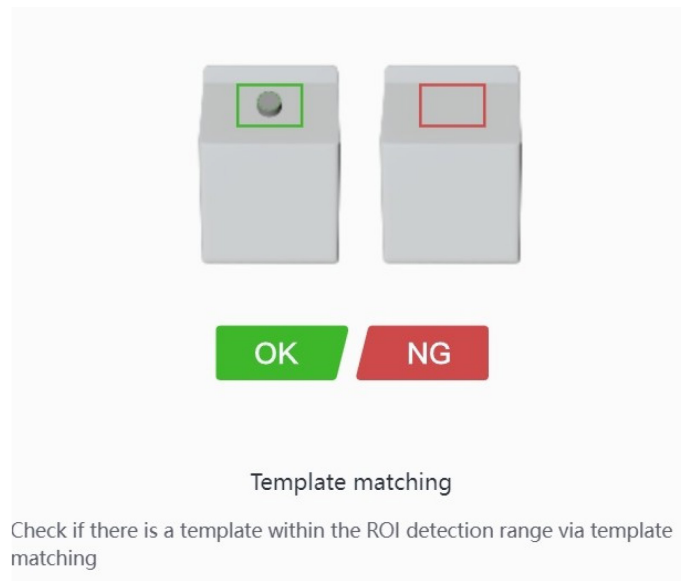 OK
NG
Template matching
Check if there is a template within the ROI detection range via template
matching